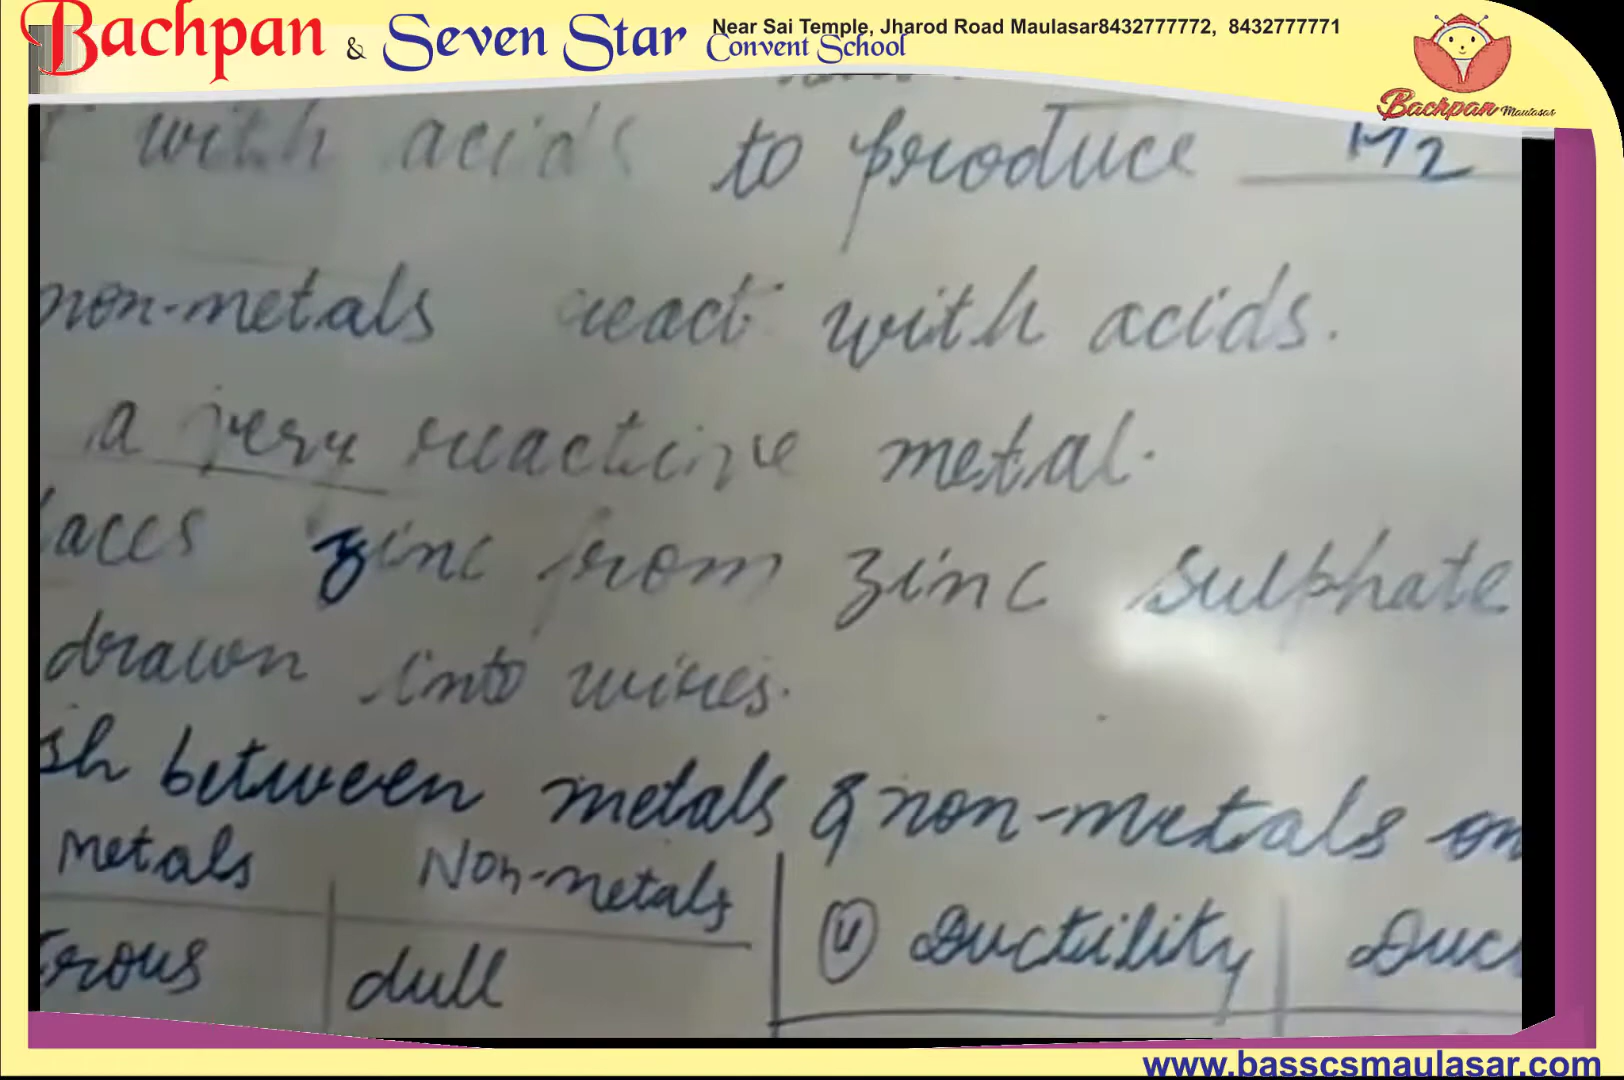 Bachpan & Seven Star Convent School
Near Sai Temple, Jharod Road Maulasar8432777772, 8432777771
Bachpan Maulasar
with acids to produce H2
non-metals react with acids.
a very reactive metal.
laces zinc from zinc sulphate
drawn into wires.
sh between metals & non-metals on
Metals Non-metals
trous dull
Ductility Duc
www.basscsmaulasar.com